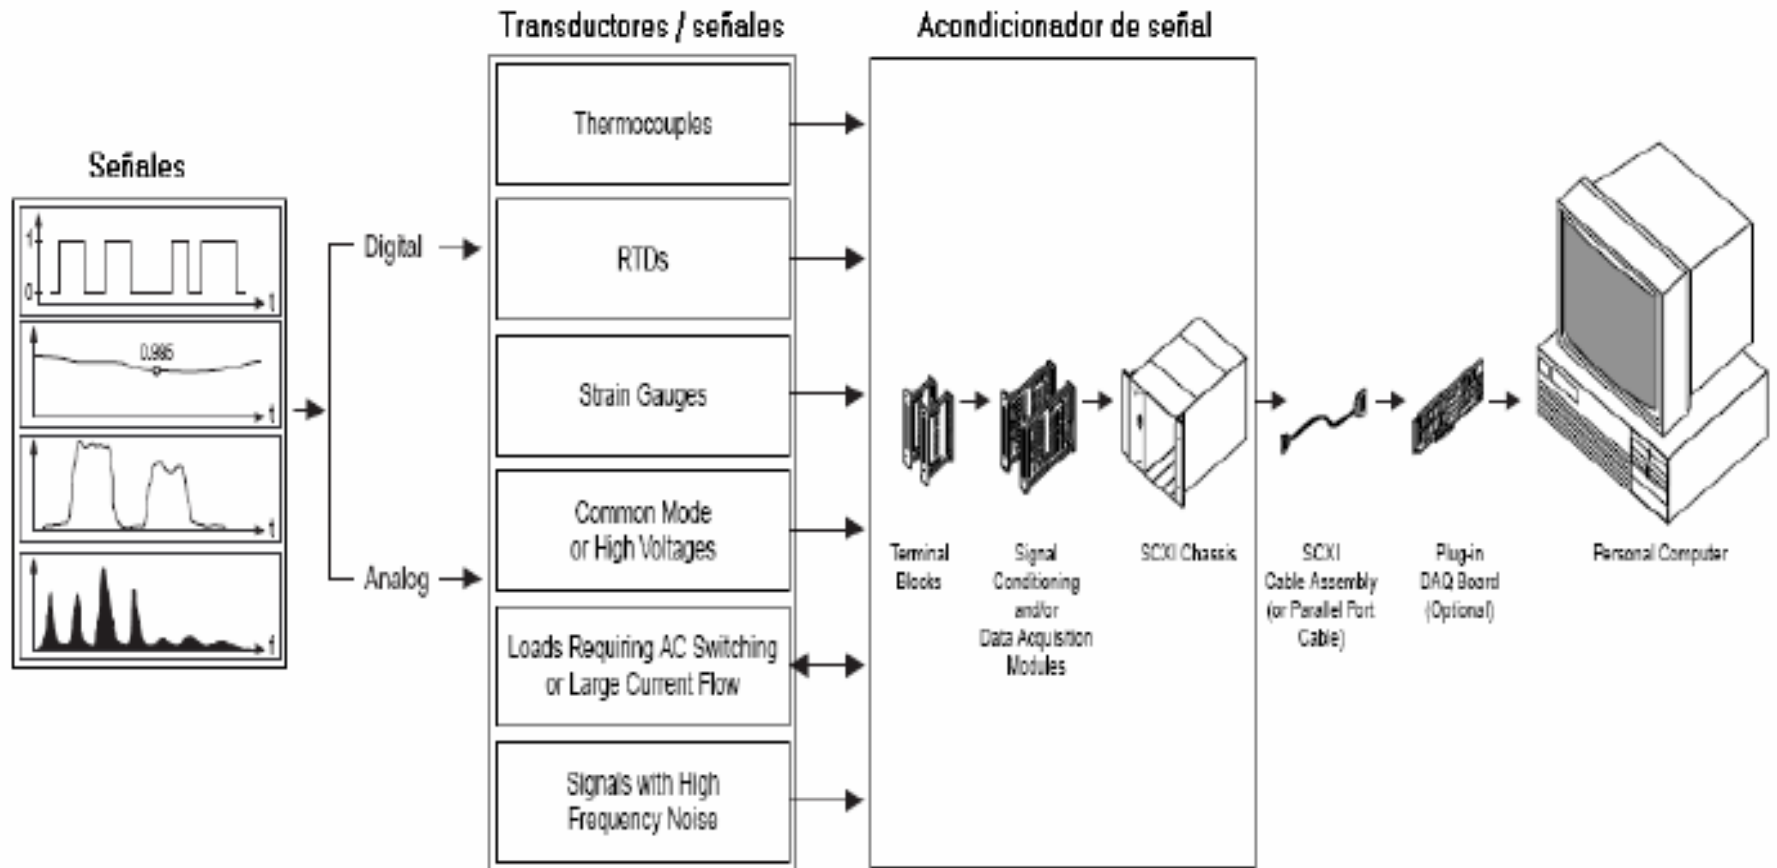 Transductores / señales
Acondicionador de señal
Señales
1
0
t
0.985
t
t
f
Digital
Analog
Thermocouples
RTDs
Strain Gauges
Common Mode
or High Voltages
Loads Requiring AC Switching
or Large Current Flow
Signals with High
Frequency Noise
Terminal
Blocks
Signal
Conditioning
and/or
Data Acquisition
Modules
SCXI Chassis
SCXI
Cable Assembly
(or Parallel Port
Cable)
Plug-in
DAQ Board
(Optional)
Personal Computer